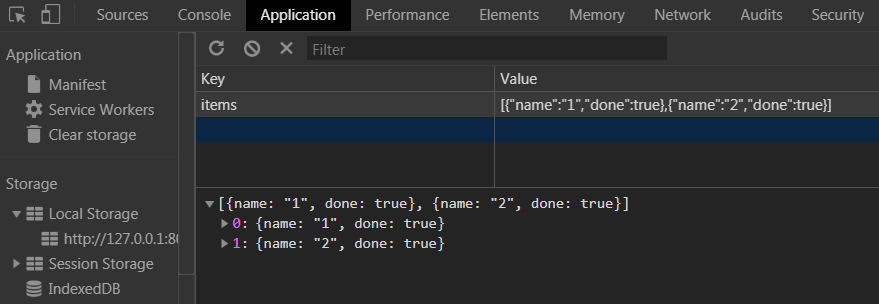 Sources Console Application Performance Elements Memory Network Audits Security
Application
Manifest
Service Workers
Clear storage
Storage
Local Storage
http://127.0.0.1:80
Session Storage
IndexedDB
Filter
Key Value
items [{"name":"1","done":true},{"name":"2","done":true}]
[{name: "1", done: true}, {name: "2", done: true}]
0: {name: "1", done: true}
1: {name: "2", done: true}